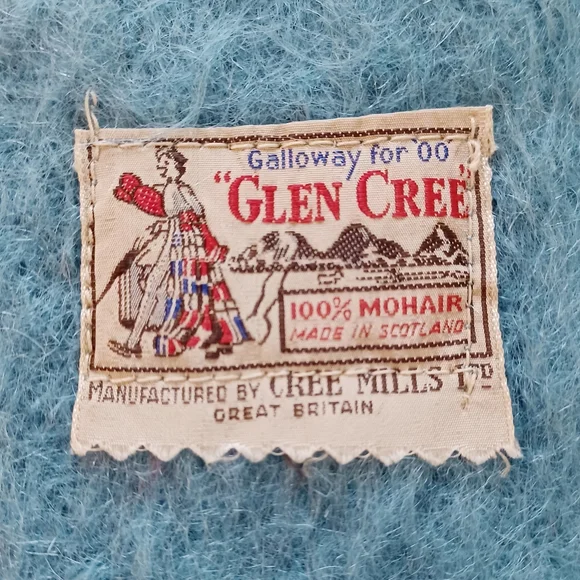 Galloway for '00
"GLEN CREE"
100% MOHAIR
MADE IN SCOTLAND
MANUFACTURED BY CREE MILLS LTD
GREAT BRITAIN